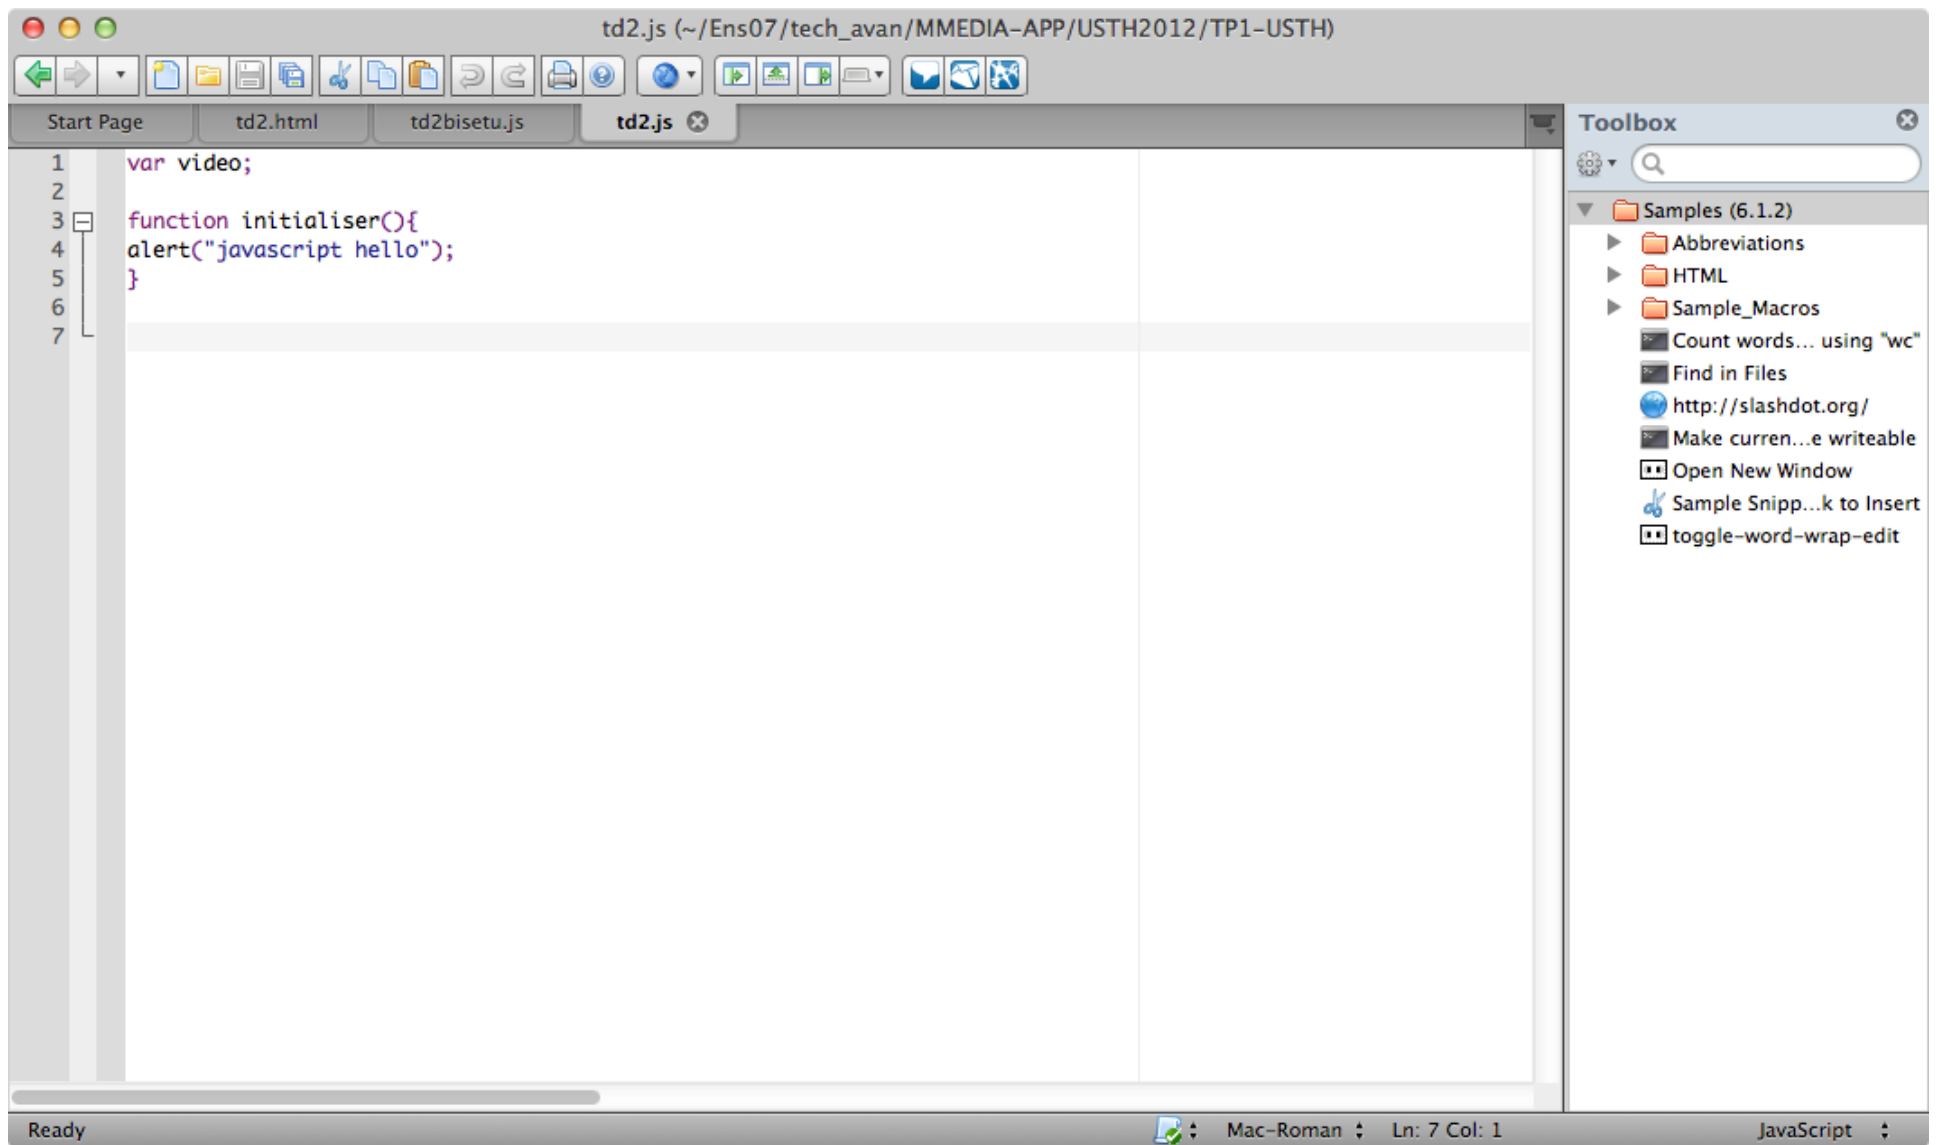 td2.js (~/Ens07/tech_avan/MMEDIA-APP/USTH2012/TP1-USTH)
Start Page td2.html td2bisetu.js td2.js
1 var video;
2
3 function initialiser(){
4 alert("javascript hello");
5 }
6
7
Toolbox
Samples (6.1.2)
Abbreviations
HTML
Sample_Macros
Count words... using "wc"
Find in Files
http://slashdot.org/
Make curren...e writeable
Open New Window
Sample Snipp...k to Insert
toggle-word-wrap-edit
Ready Mac-Roman Ln: 7 Col: 1 JavaScript